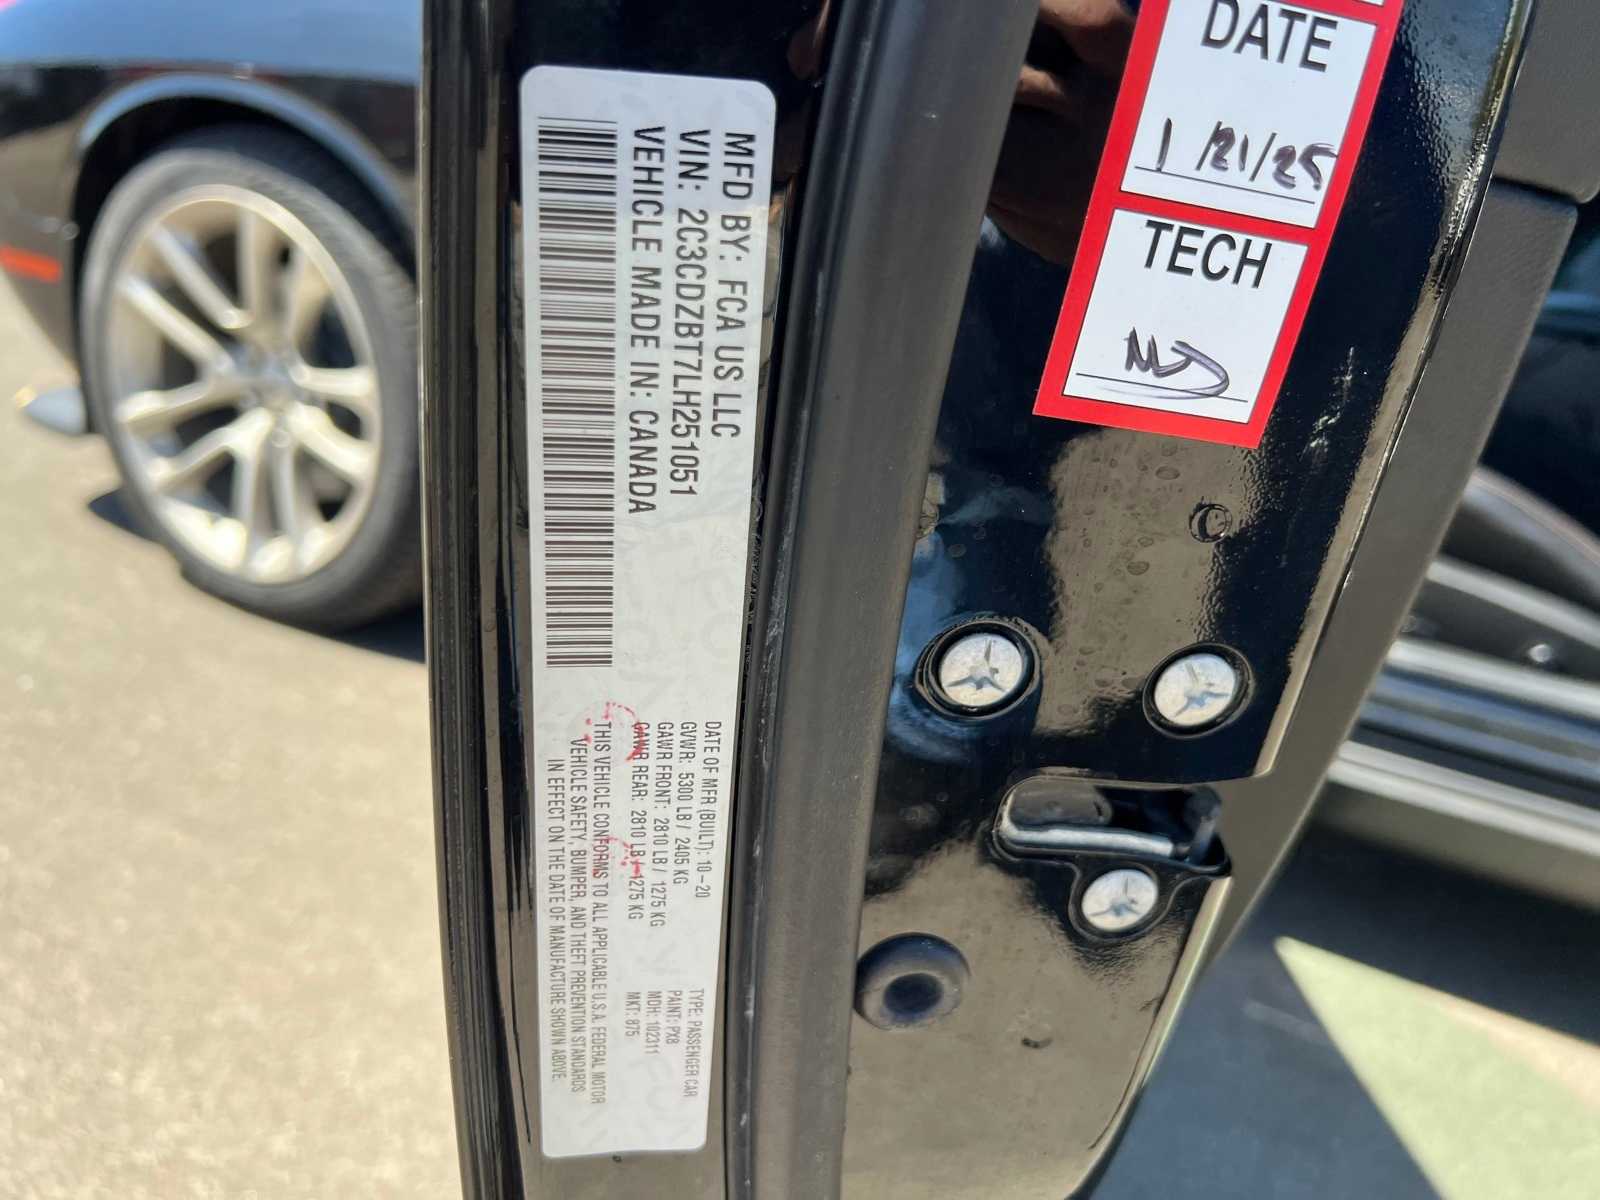 MFD BY: FCA US LLC
VIN: 2C3CDZBT7LH251051
VEHICLE MADE IN: CANADA
DATE OF MFR (BUILT): 10-20
GVWR: 5300 LB / 2405 KG
GAWR FRONT: 2810 LB / 1275 KG
GAWR REAR: 2810 LB / 1275 KG
THIS VEHICLE CONFORMS TO ALL APPLICABLE U.S.A. FEDERAL MOTOR
VEHICLE SAFETY, BUMPER, AND THEFT PREVENTION STANDARDS
IN EFFECT ON THE DATE OF MANUFACTURE SHOWN ABOVE.
TYPE: PASSENGER CAR
PAINT: PX8
MDH: 102311
MKT: 875
DATE
1/21/25
TECH